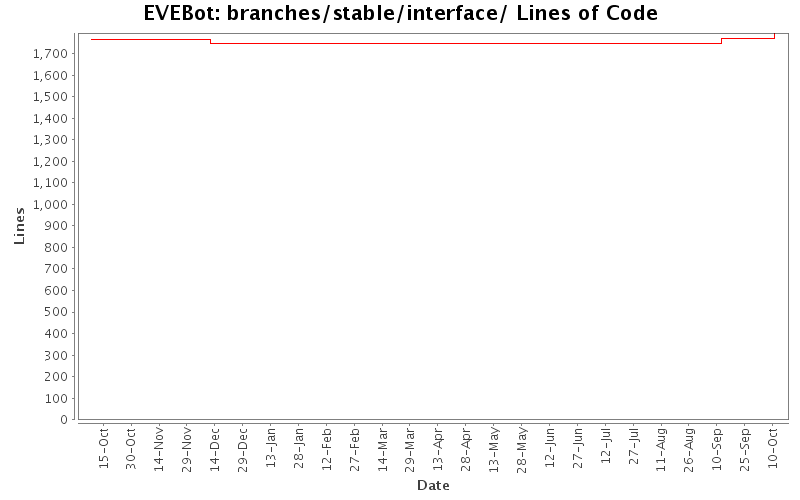 EVEBot: branches/stable/interface/ Lines of Code
1,700
1,600
1,500
1,400
1,300
1,200
1,100
1,000
900
800
700
600
500
400
300
200
100
0
Lines
15-Oct
30-Oct
14-Nov
29-Nov
14-Dec
29-Dec
13-Jan
28-Jan
12-Feb
27-Feb
14-Mar
29-Mar
13-Apr
28-Apr
13-May
28-May
12-Jun
27-Jun
12-Jul
27-Jul
11-Aug
26-Aug
10-Sep
25-Sep
10-Oct
Date